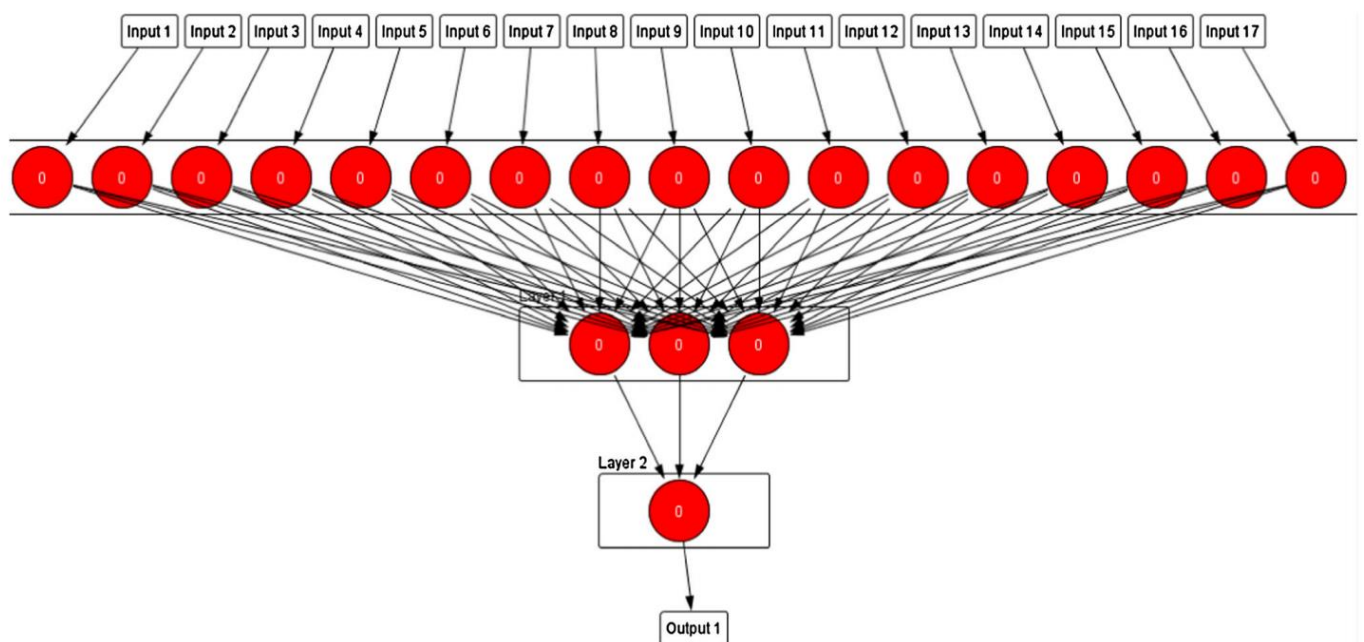 Input 1 Input 2 Input 3 Input 4 Input 5 Input 6 Input 7 Input 8 Input 9 Input 10 Input 11 Input 12 Input 13 Input 14 Input 15 Input 16 Input 17
0 0 0 0 0 0 0 0 0 0 0 0 0 0 0 0 0
Layer 1
0 0 0
Layer 2
0
Output 1